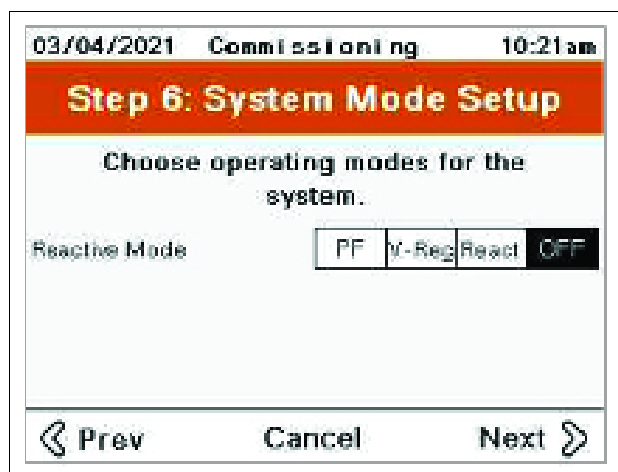 03/04/2021 Commissioning 10:21am
Step 6: System Mode Setup
Choose operating modes for the
system.
Reactive Mode PF V-Reg React OFF
Prev Cancel Next